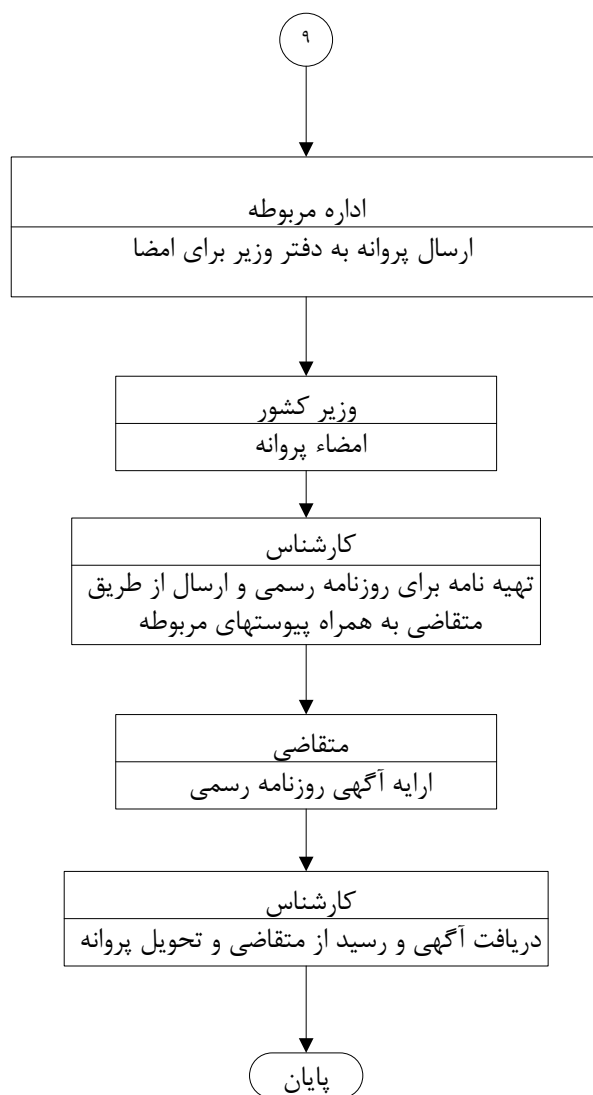 ۹
اداره مربوطه
ارسال پروانه به دفتر وزیر برای امضا
وزیر کشور
امضاء پروانه
کارشناس
تهیه نامه برای روزنامه رسمی و ارسال از طریق
متقاضی به همراه پیوستهای مربوطه
متقاضی
ارایه آگهی روزنامه رسمی
کارشناس
دریافت آگهی و رسید از متقاضی و تحویل پروانه
پایان